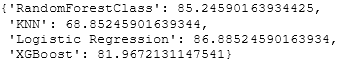 {'RandomForestClass': 85.24590163934425,
'KNN': 68.85245901639344,
'Logistic Regression': 86.88524590163934,
'XGBoost': 81.9672131147541}